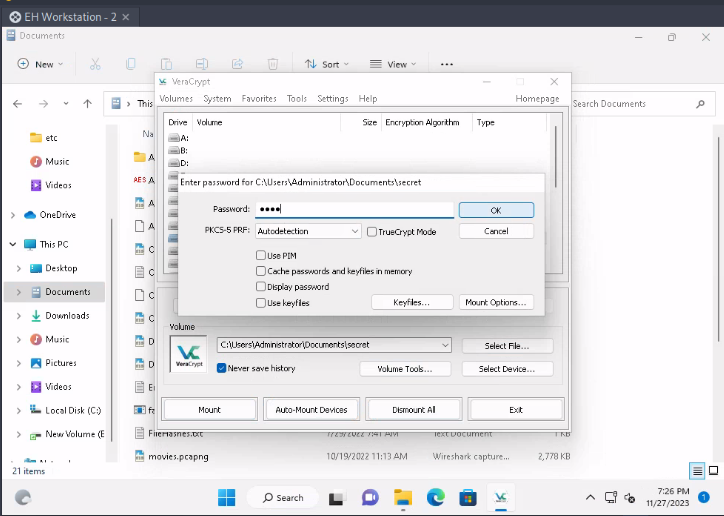 EH Workstation - 2
Documents
New
Sort
View
This
Search Documents
etc
Music
Videos
OneDrive
This PC
Desktop
Documents
Downloads
Music
Pictures
Videos
Local Disk (C:)
New Volume (E
Na
A
AES A
VeraCrypt
Volumes System Favorites Tools Settings Help Homepage
Drive Volume Size Encryption Algorithm Type
A:
B:
D:
Enter password for C:\Users\Administrator\Documents\secret
Password: ••••
OK
PKCS-5 PRF: Autodetection TrueCrypt Mode
Cancel
Use PIM
Cache passwords and keyfiles in memory
Display password
Use keyfiles
Keyfiles... Mount Options...
Volume
VeraCrypt
C:\Users\Administrator\Documents\secret
Select File...
Never save history
Volume Tools... Select Device...
Mount Auto-Mount Devices Dismount All Exit
FileHashes.txt 7/29/2022 7:41 AM Text Document 1 KB
movies.pcapng 10/19/2022 11:13 AM Wireshark capture... 2,778 KB
21 items
Search
7:26 PM
11/27/2023
1